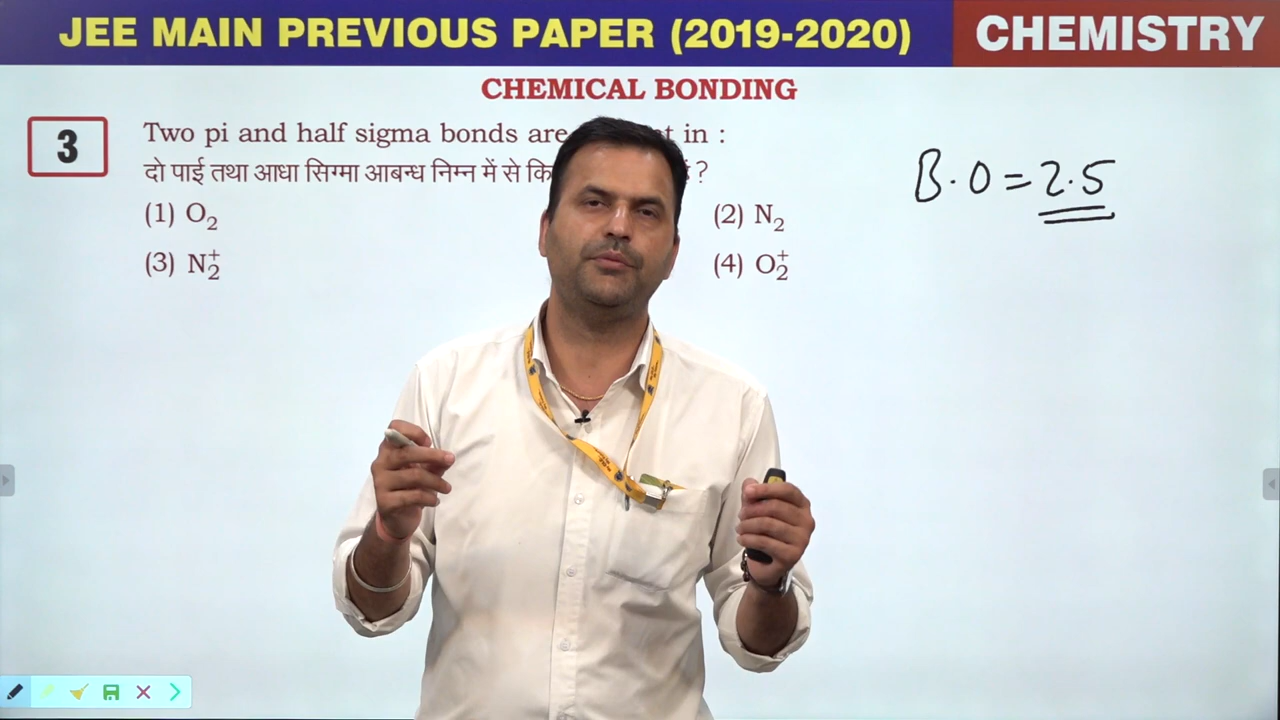 JEE MAIN PREVIOUS PAPER (2019-2020)
CHEMISTRY
CHEMICAL BONDING
3
Two pi and half sigma bonds are in :
दो पाई तथा आधा सिग्मा आबन्ध निम्न में से ?
(1) O₂
(2) N₂
(3) N₂⁺
(4) O₂⁺
B.O = 2.5